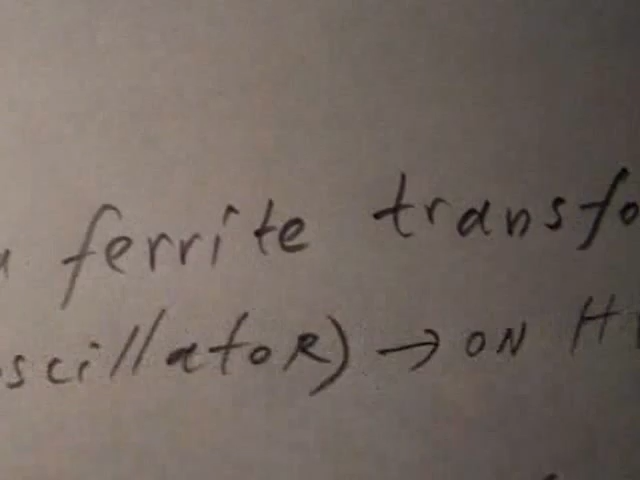 ferrite transfo
scillatoR) → ON H